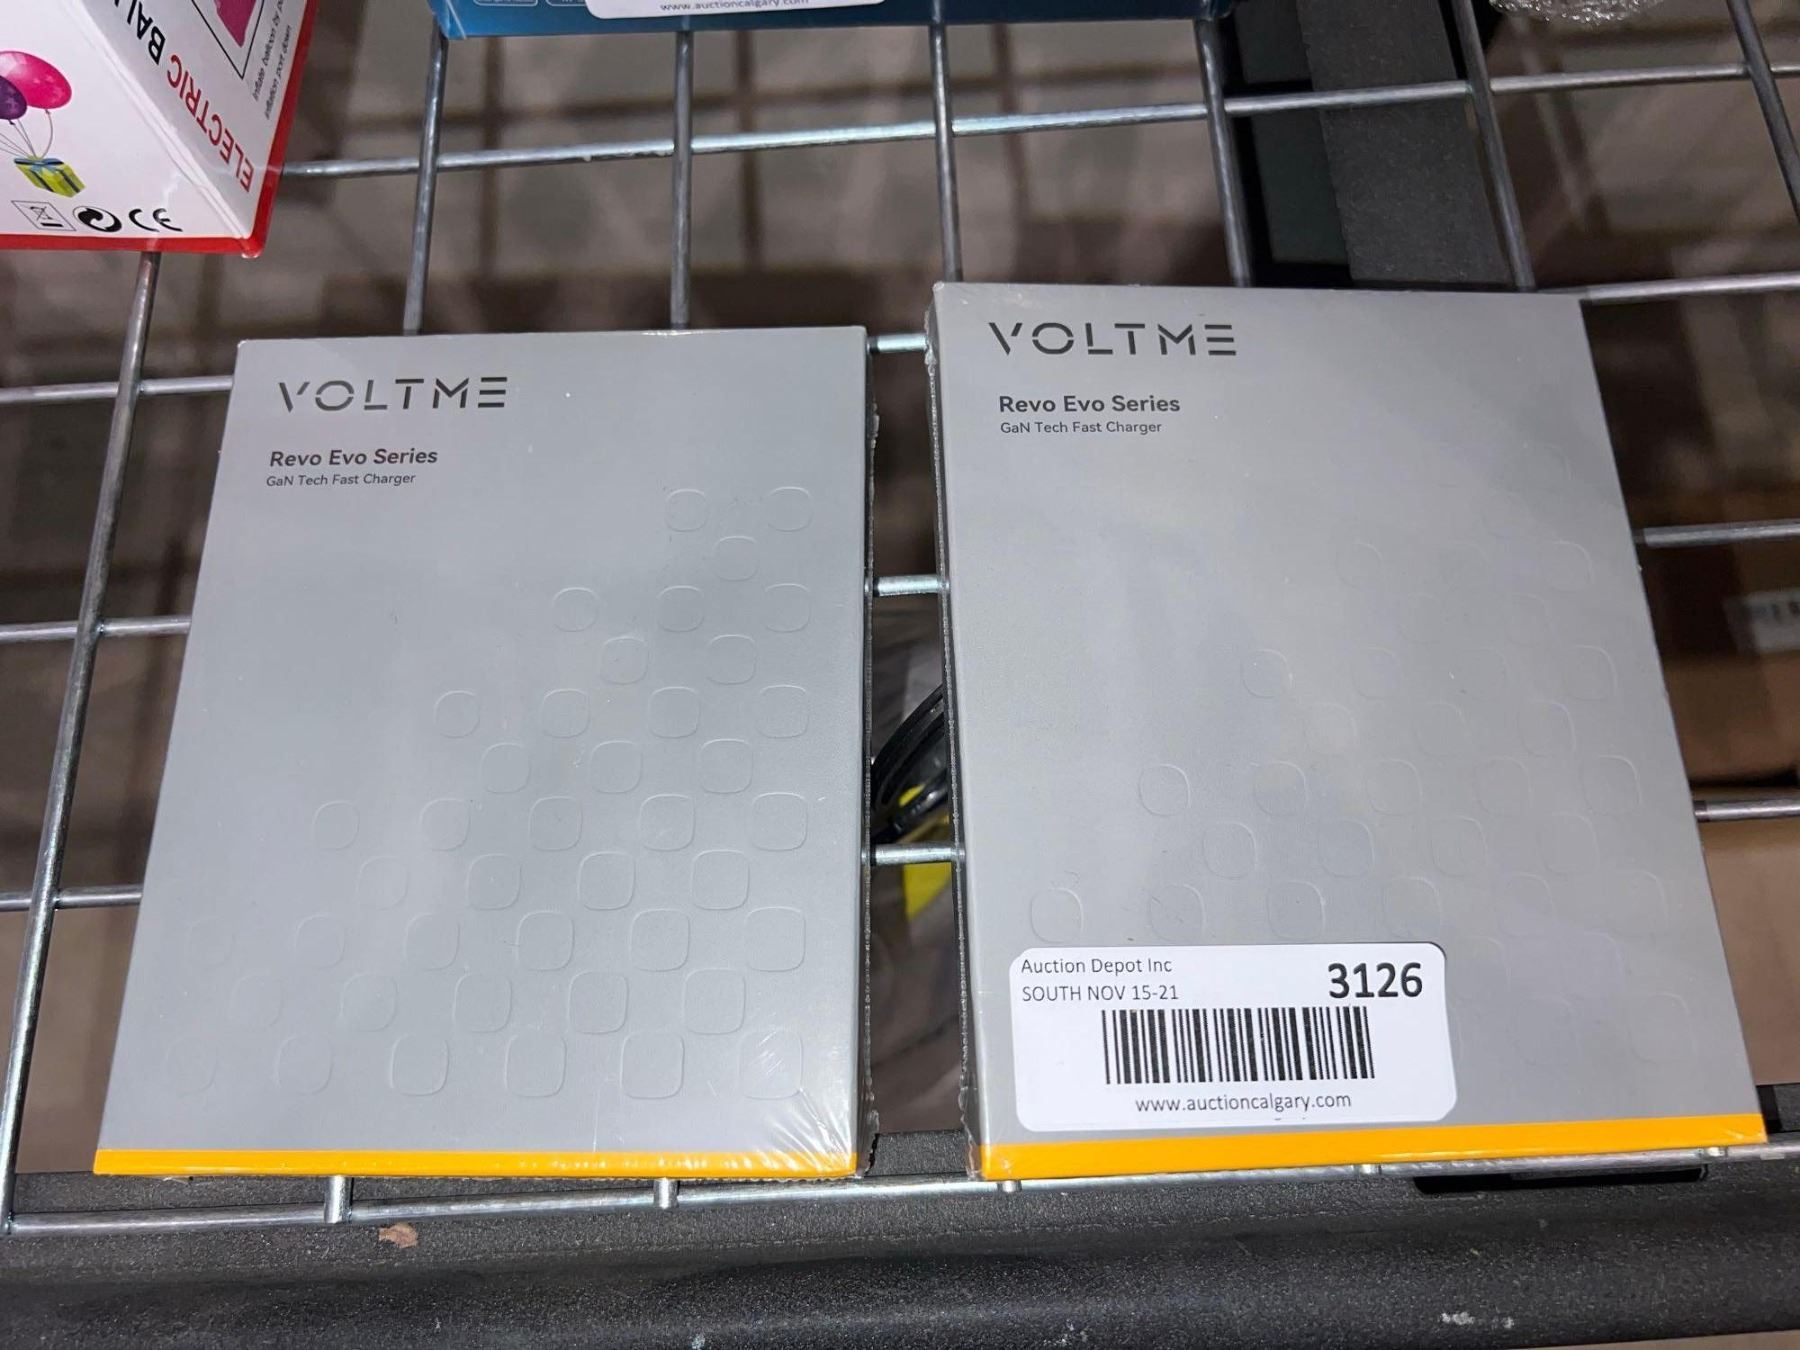 www.auctioncalgary.com
ELECTRIC
CE
VOLTME
Revo Evo Series
GaN Tech Fast Charger
VOLTME
Revo Evo Series
GaN Tech Fast Charger
Auction Depot Inc
3126
SOUTH NOV 15-21
www.auctioncalgary.com